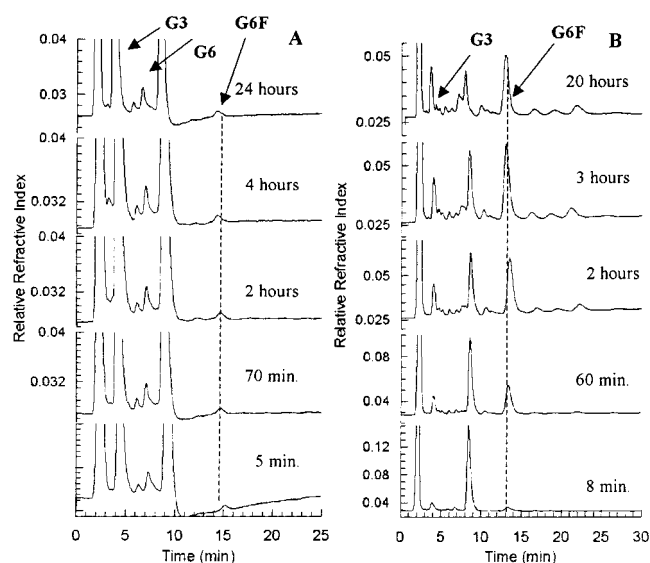 G3
G6
G6F
A
0.04
0.026
24 hours
0.04
0.032
4 hours
0.04
0.032
2 hours
0.04
0.032
70 min.
5 min.
Relative Refractive Index
0 5 10 15 20 25
Time (min)
G3
G6F
B
0.05
0.025
20 hours
0.05
0.025
3 hours
0.05
0.025
2 hours
0.08
0.04
60 min.
0.12
0.08
0.04
8 min.
Relative Refractive Index
0 5 10 15 20 25 30
Time (min)